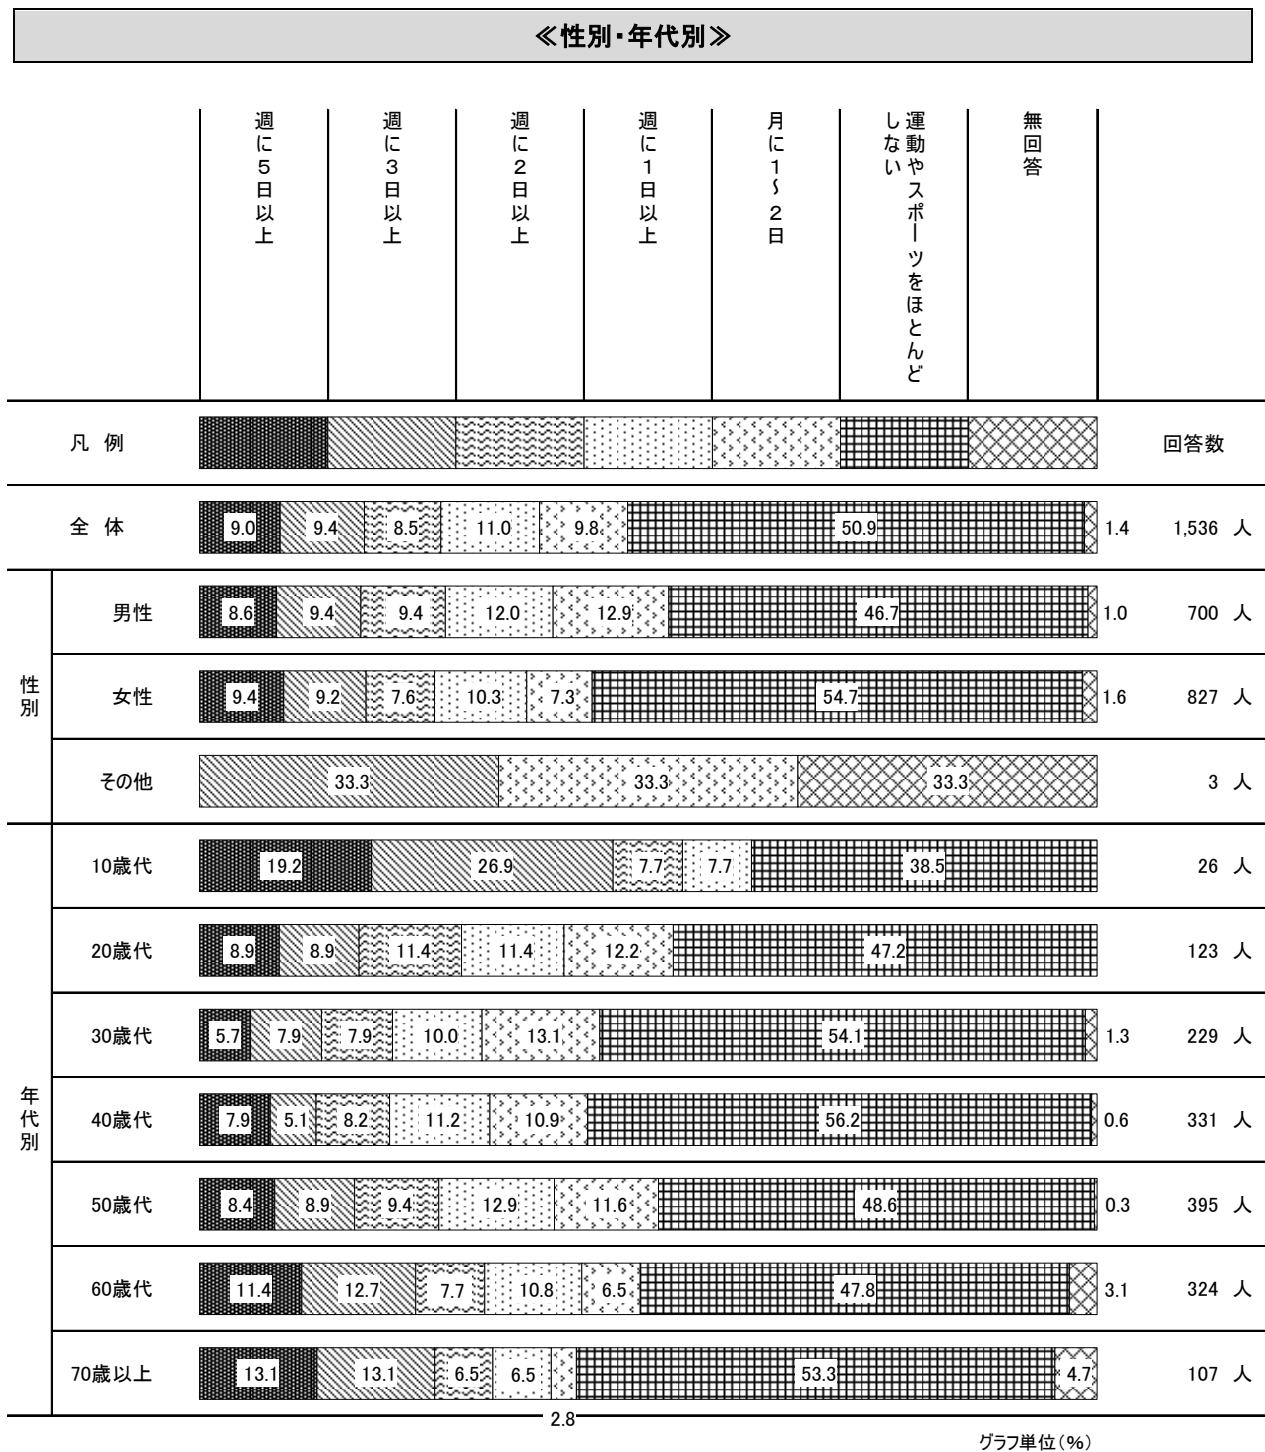 ≪性別・年代別≫
週に5日以上
週に3日以上
週に2日以上
週に1日以上
月に1～2日
運動やスポーツをほとんど
しない
無回答
凡 例 回答数
全 体 9.0 9.4 8.5 11.0 9.8 50.9 1.4 1,536 人
性別
男性 8.6 9.4 9.4 12.0 12.9 46.7 1.0 700 人
女性 9.4 9.2 7.6 10.3 7.3 54.7 1.6 827 人
その他 33.3 33.3 33.3 3 人
年代別
10歳代 19.2 26.9 7.7 7.7 38.5 26 人
20歳代 8.9 8.9 11.4 11.4 12.2 47.2 123 人
30歳代 5.7 7.9 7.9 10.0 13.1 54.1 1.3 229 人
40歳代 7.9 5.1 8.2 11.2 10.9 56.2 0.6 331 人
50歳代 8.4 8.9 9.4 12.9 11.6 48.6 0.3 395 人
60歳代 11.4 12.7 7.7 10.8 6.5 47.8 3.1 324 人
70歳以上 13.1 13.1 6.5 6.5 53.3 4.7 107 人
2.8
グラフ単位(%)